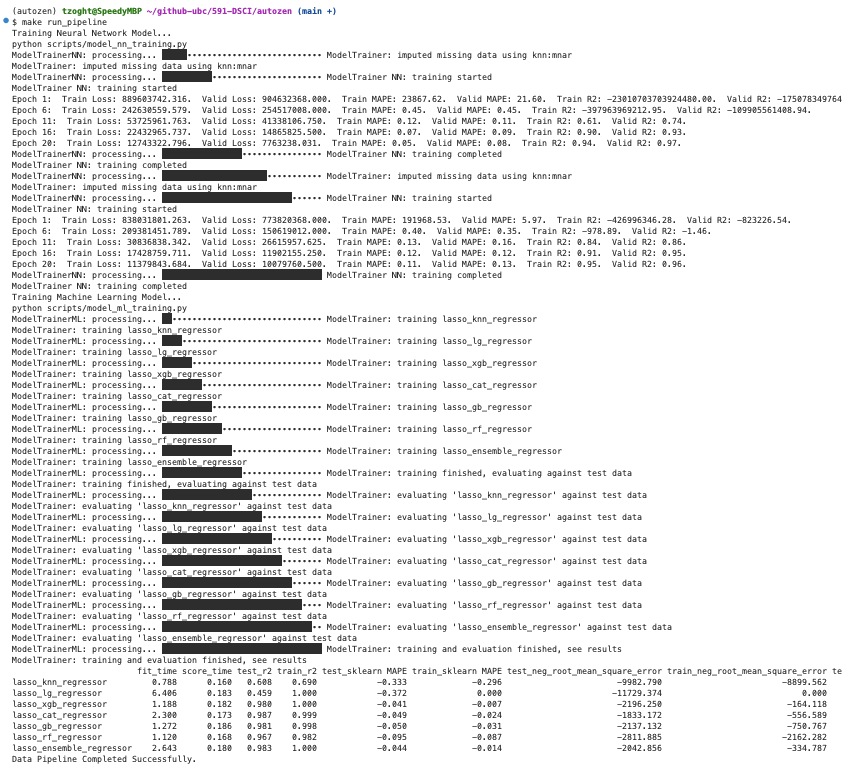 (autozen) tzoght@SpeedyMBP ~/github-ubc/591-DSCI/autozen (main +)
$ make run_pipeline
Training Neural Network Model...
python scripts/model_nn_training.py
ModelTrainerNN: processing... ModelTrainer: imputed missing data using knn:mnar
ModelTrainer: imputed missing data using knn:mnar
ModelTrainerNN: processing... ModelTrainer NN: training started
ModelTrainer NN: training started
Epoch 1: Train Loss: 889603742.316. Valid Loss: 904632368.000. Train MAPE: 23867.62. Valid MAPE: 21.60. Train R2: -23010703703924480.00. Valid R2: -175078349764
Epoch 6: Train Loss: 242630559.579. Valid Loss: 254517008.000. Train MAPE: 0.45. Valid MAPE: 0.45. Train R2: -397963969212.95. Valid R2: -109905561408.94.
Epoch 11: Train Loss: 53725961.763. Valid Loss: 41338106.750. Train MAPE: 0.12. Valid MAPE: 0.11. Train R2: 0.61. Valid R2: 0.74.
Epoch 16: Train Loss: 22432965.737. Valid Loss: 14865825.500. Train MAPE: 0.07. Valid MAPE: 0.09. Train R2: 0.90. Valid R2: 0.93.
Epoch 20: Train Loss: 12743322.796. Valid Loss: 7763238.031. Train MAPE: 0.05. Valid MAPE: 0.08. Train R2: 0.94. Valid R2: 0.97.
ModelTrainerNN: processing... ModelTrainer NN: training completed
ModelTrainer NN: training completed
ModelTrainerNN: processing... ModelTrainer: imputed missing data using knn:mnar
ModelTrainer: imputed missing data using knn:mnar
ModelTrainerNN: processing... ModelTrainer NN: training started
ModelTrainer NN: training started
Epoch 1: Train Loss: 838031801.263. Valid Loss: 773820368.000. Train MAPE: 191968.53. Valid MAPE: 5.97. Train R2: -426996346.28. Valid R2: -823226.54.
Epoch 6: Train Loss: 209381451.789. Valid Loss: 150619012.000. Train MAPE: 0.40. Valid MAPE: 0.35. Train R2: -978.89. Valid R2: -1.46.
Epoch 11: Train Loss: 30836838.342. Valid Loss: 26615957.625. Train MAPE: 0.13. Valid MAPE: 0.16. Train R2: 0.84. Valid R2: 0.86.
Epoch 16: Train Loss: 17428759.711. Valid Loss: 11902155.250. Train MAPE: 0.12. Valid MAPE: 0.12. Train R2: 0.91. Valid R2: 0.95.
Epoch 20: Train Loss: 11379843.684. Valid Loss: 10079760.500. Train MAPE: 0.11. Valid MAPE: 0.13. Train R2: 0.95. Valid R2: 0.96.
ModelTrainerNN: processing... ModelTrainer NN: training completed
ModelTrainer NN: training completed
Training Machine Learning Model...
python scripts/model_ml_training.py
ModelTrainerML: processing... ModelTrainer: training lasso_knn_regressor
ModelTrainer: training lasso_knn_regressor
ModelTrainerML: processing... ModelTrainer: training lasso_lg_regressor
ModelTrainer: training lasso_lg_regressor
ModelTrainerML: processing... ModelTrainer: training lasso_xgb_regressor
ModelTrainer: training lasso_xgb_regressor
ModelTrainerML: processing... ModelTrainer: training lasso_cat_regressor
ModelTrainer: training lasso_cat_regressor
ModelTrainerML: processing... ModelTrainer: training lasso_gb_regressor
ModelTrainer: training lasso_gb_regressor
ModelTrainerML: processing... ModelTrainer: training lasso_rf_regressor
ModelTrainer: training lasso_rf_regressor
ModelTrainerML: processing... ModelTrainer: training lasso_ensemble_regressor
ModelTrainer: training lasso_ensemble_regressor
ModelTrainerML: processing... ModelTrainer: training finished, evaluating against test data
ModelTrainer: training finished, evaluating against test data
ModelTrainerML: processing... ModelTrainer: evaluating 'lasso_knn_regressor' against test data
ModelTrainer: evaluating 'lasso_knn_regressor' against test data
ModelTrainerML: processing... ModelTrainer: evaluating 'lasso_lg_regressor' against test data
ModelTrainer: evaluating 'lasso_lg_regressor' against test data
ModelTrainerML: processing... ModelTrainer: evaluating 'lasso_xgb_regressor' against test data
ModelTrainer: evaluating 'lasso_xgb_regressor' against test data
ModelTrainerML: processing... ModelTrainer: evaluating 'lasso_cat_regressor' against test data
ModelTrainer: evaluating 'lasso_cat_regressor' against test data
ModelTrainerML: processing... ModelTrainer: evaluating 'lasso_gb_regressor' against test data
ModelTrainer: evaluating 'lasso_gb_regressor' against test data
ModelTrainerML: processing... ModelTrainer: evaluating 'lasso_rf_regressor' against test data
ModelTrainer: evaluating 'lasso_rf_regressor' against test data
ModelTrainerML: processing... ModelTrainer: evaluating 'lasso_ensemble_regressor' against test data
ModelTrainer: evaluating 'lasso_ensemble_regressor' against test data
ModelTrainerML: processing... ModelTrainer: training and evaluation finished, see results
ModelTrainer: training and evaluation finished, see results
fit_time score_time test_r2 train_r2 test_sklearn MAPE train_sklearn MAPE test_neg_root_mean_square_error train_neg_root_mean_square_error te
lasso_knn_regressor 0.788 0.160 0.608 0.690 -0.333 -0.296 -9982.790 -8899.562
lasso_lg_regressor 6.406 0.183 0.459 1.000 -0.372 0.000 -11729.374 0.000
lasso_xgb_regressor 1.188 0.182 0.980 1.000 -0.041 -0.007 -2196.250 -164.118
lasso_cat_regressor 2.300 0.173 0.987 0.999 -0.049 -0.024 -1833.172 -556.589
lasso_gb_regressor 1.272 0.186 0.981 0.998 -0.050 -0.031 -2137.132 -750.767
lasso_rf_regressor 1.120 0.168 0.967 0.982 -0.095 -0.087 -2811.885 -2162.282
lasso_ensemble_regressor 2.643 0.180 0.983 1.000 -0.044 -0.014 -2042.856 -334.787
Data Pipeline Completed Successfully.